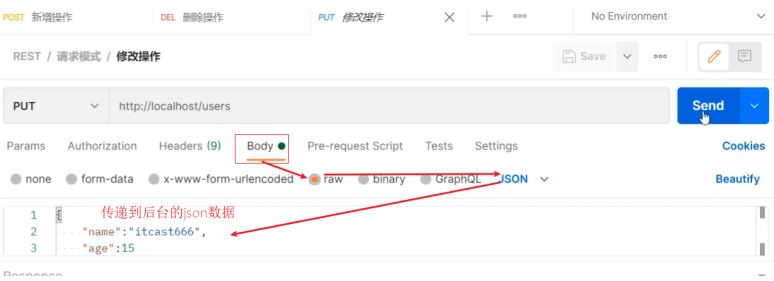 POST 新增操作 DEL 删除操作 PUT 修改操作 No Environment
REST / 请求模式 / 修改操作 Save
PUT http://localhost/users Send
Params Authorization Headers (9) Body Pre-request Script Tests Settings Cookies
none form-data x-www-form-urlencoded raw binary GraphQL JSON Beautify
1 { 传递到后台的json数据
2 "name":"itcast666",
3 "age":15
Response